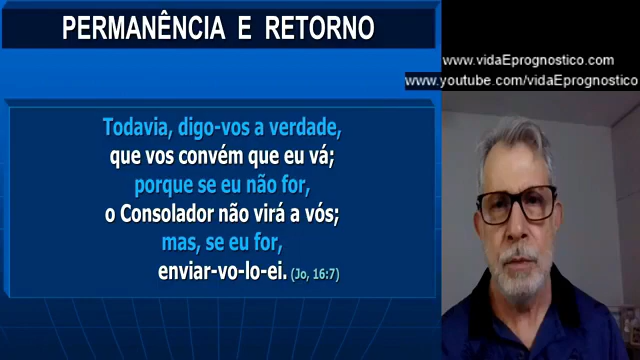 PERMANÊNCIA E RETORNO
www.vidaEprognostico.com
www.youtube.com/vidaEprognostico
Todavia, digo-vos a verdade,
que vos convém que eu vá;
porque se eu não for,
o Consolador não virá a vós;
mas, se eu for,
enviar-vo-lo-ei. (Jo, 16:7)